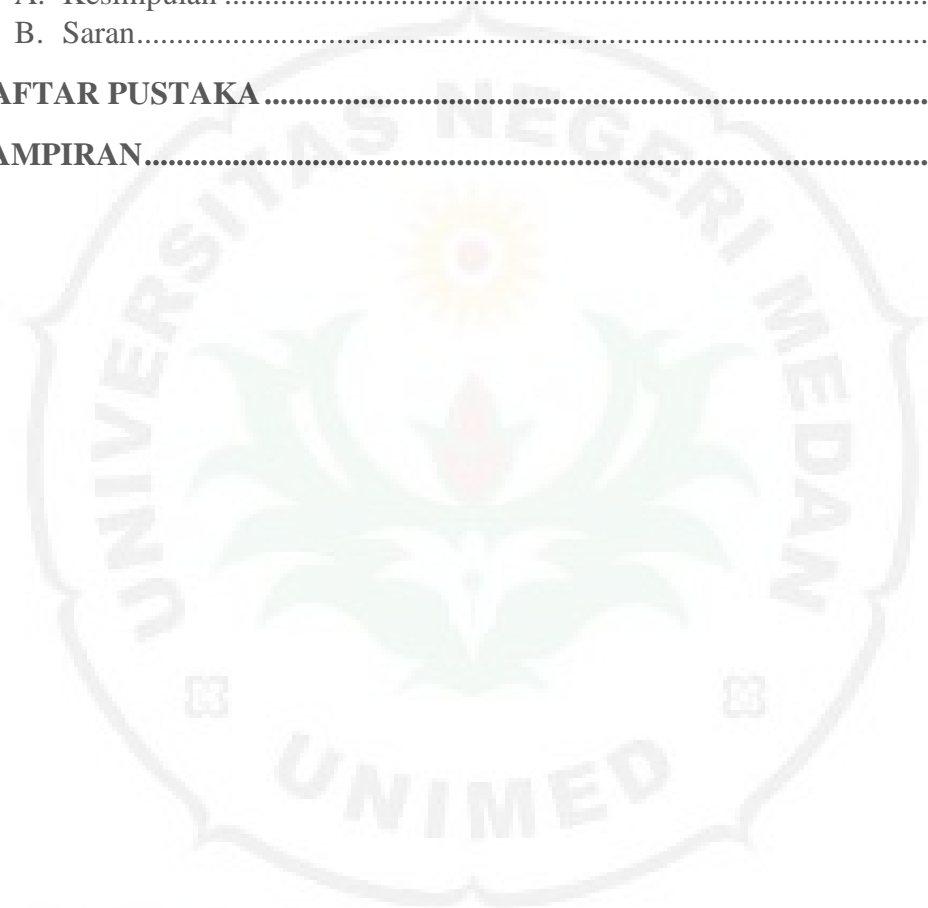 A. Kesimpulan ..........................................................................................
B. Saran.....................................................................................................
AFTAR PUSTAKA .....................................................................................
AMPIRAN....................................................................................................
UNIVERSITAS NEGERI MEDAN
UNIMED